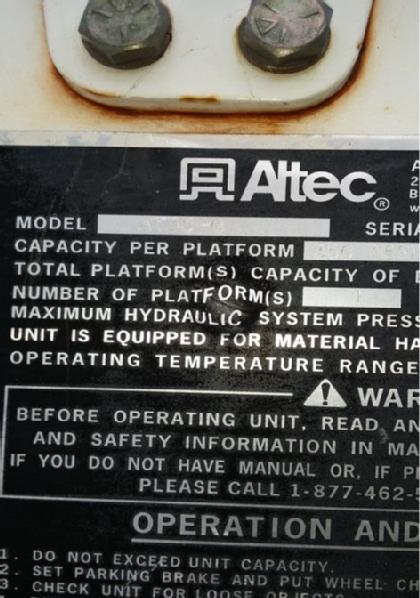 Altec®
A
2
B
w
MODEL SERIA
CAPACITY PER PLATFORM
TOTAL PLATFORM(S) CAPACITY OF
NUMBER OF PLATFORM(S)
MAXIMUM HYDRAULIC SYSTEM PRESS
UNIT IS EQUIPPED FOR MATERIAL HA
OPERATING TEMPERATURE RANGE
WAR
BEFORE OPERATING UNIT, READ AN
AND SAFETY INFORMATION IN MA
IF YOU DO NOT HAVE MANUAL OR, IF P
PLEASE CALL 1-877-462-
OPERATION AND
1. DO NOT EXCEED UNIT CAPACITY.
2. SET PARKING BRAKE AND PUT WHEEL CH
3. CHECK UNIT FOR LOOSE OBJECTS